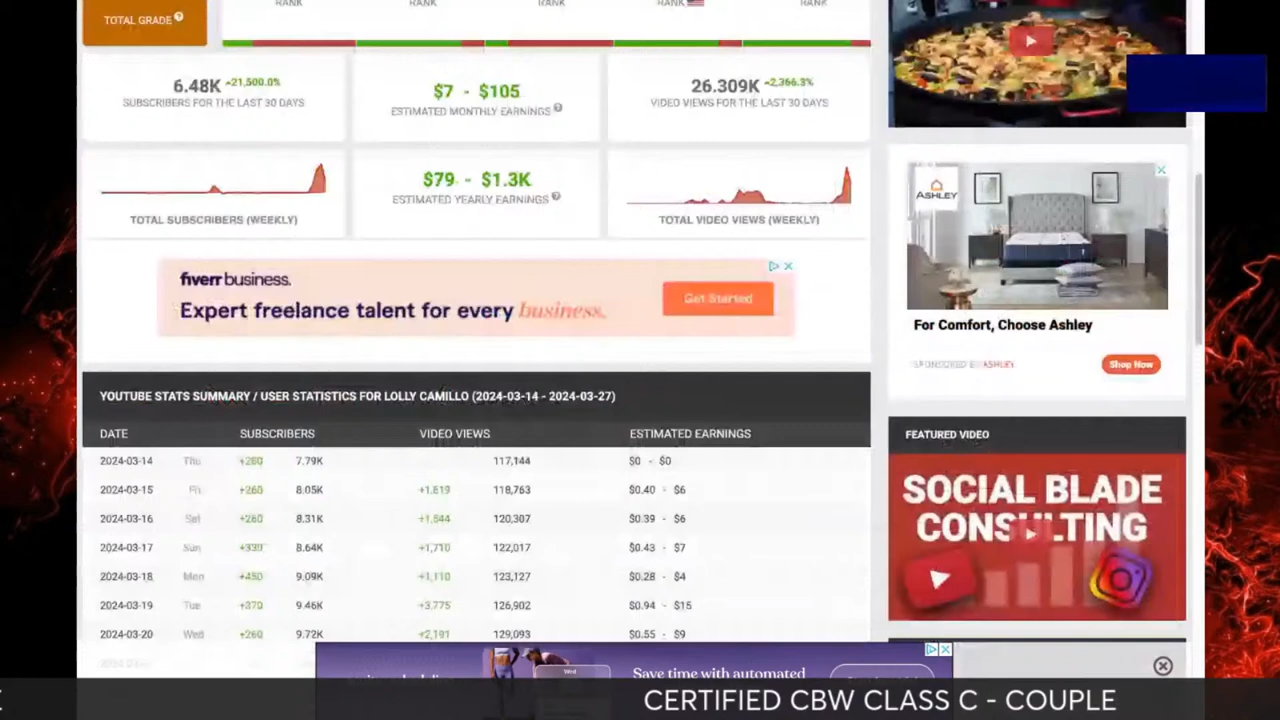 RANK RANK RANK RANK RANK
TOTAL GRADE
6.48K +21,500.0%
SUBSCRIBERS FOR THE LAST 30 DAYS
$7 - $105
ESTIMATED MONTHLY EARNINGS
26.309K +2,366.3%
VIDEO VIEWS FOR THE LAST 30 DAYS
TOTAL SUBSCRIBERS (WEEKLY)
$79 - $1.3K
ESTIMATED YEARLY EARNINGS
TOTAL VIDEO VIEWS (WEEKLY)
fiverr business.
Expert freelance talent for every business.
Get Started
ASHLEY
For Comfort, Choose Ashley
SPONSORED BY ASHLEY
Shop Now
YOUTUBE STATS SUMMARY / USER STATISTICS FOR LOLLY CAMILLO (2024-03-14 - 2024-03-27)
DATE SUBSCRIBERS VIDEO VIEWS ESTIMATED EARNINGS
2024-03-14 Thu +260 7.79K 117,144 $0 - $0
2024-03-15 Fri +260 8.05K +1,619 118,763 $0.40 - $6
2024-03-16 Sat +260 8.31K +1,544 120,307 $0.39 - $6
2024-03-17 Sun +330 8.64K +1,710 122,017 $0.43 - $7
2024-03-18 Mon +450 9.09K +1,110 123,127 $0.28 - $4
2024-03-19 Tue +370 9.46K +3,775 126,902 $0.94 - $15
2024-03-20 Wed +260 9.72K +2,191 129,093 $0.55 - $9
FEATURED VIDEO
SOCIAL BLADE
CONSULTING
Save time with automated
CERTIFIED CBW CLASS C - COUPLE